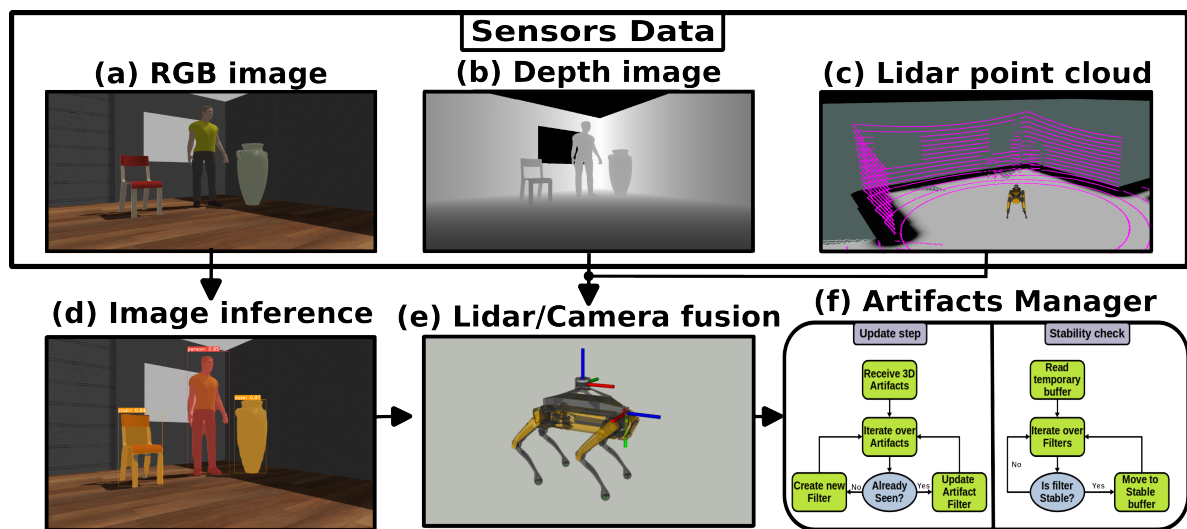 Sensors Data
(a) RGB image
(b) Depth image
(c) Lidar point cloud
(d) Image inference
(e) Lidar/Camera fusion
(f) Artifacts Manager
Update step
Receive 3D
Artifacts
Iterate over
Artifacts
Already
Seen?
No
Yes
Create new
Filter
Update
Artifact
Filter
Stability check
Read
temporary
buffer
Iterate over
Filters
Is filter
Stable?
No
Yes
Move to
Stable
buffer